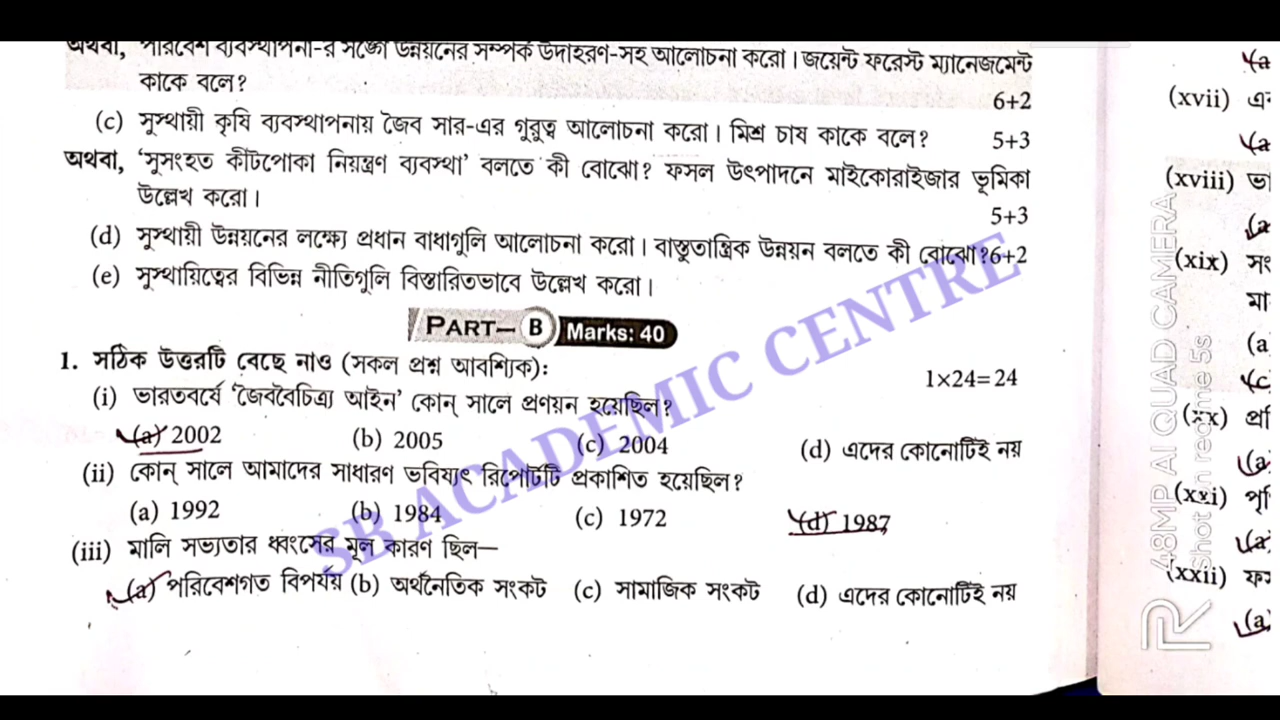 অথবা, পরিবেশ ব্যবস্থাপনা-র সঙ্গে উন্নয়নের সম্পর্ক উদাহরণ-সহ আলোচনা করো। জয়েন্ট ফরেস্ট ম্যানেজমেন্ট
কাকে বলে?
6+2
(c) সুস্থায়ী কৃষি ব্যবস্থাপনায় জৈব সার-এর গুরুত্ব আলোচনা করো। মিশ্র চাষ কাকে বলে? 5+3
অথবা, ‘সুসংহত কীটপোকা নিয়ন্ত্রণ ব্যবস্থা’ বলতে কী বোঝো? ফসল উৎপাদনে মাইকোরাইজার ভূমিকা
উল্লেখ করো।
5+3
(d) সুস্থায়ী উন্নয়নের লক্ষ্যে প্রধান বাধাগুলি আলোচনা করো। বাস্তুতান্ত্রিক উন্নয়ন বলতে কী বোঝো?6+2
(e) সুস্থায়িত্বের বিভিন্ন নীতিগুলি বিস্তারিতভাবে উল্লেখ করো।
PART– B Marks: 40
1. সঠিক উত্তরটি বেছে নাও (সকল প্রশ্ন আবশ্যিক): 1×24=24
(i) ভারতবর্ষে ‘জৈববৈচিত্র্য আইন’ কোন্ সালে প্রণয়ন হয়েছিল?
(a) 2002 (b) 2005 (c) 2004 (d) এদের কোনোটিই নয়
(ii) কোন্ সালে আমাদের সাধারণ ভবিষ্যৎ রিপোর্টটি প্রকাশিত হয়েছিল?
(a) 1992 (b) 1984 (c) 1972 (d) 1987
(iii) মালি সভ্যতার ধ্বংসের মূল কারণ ছিল—
(a) পরিবেশগত বিপর্যয় (b) অর্থনৈতিক সংকট (c) সামাজিক সংকট (d) এদের কোনোটিই নয়
SB ACADEMIC CENTRE
(a
(xvii)
(a
(xviii)
(a
(xix) সং
(a
(c
(xx)
(a
(xxi)
(a
(xxii)
(a
48MP AI QUAD CAMERA
Shot on realme 5s
R